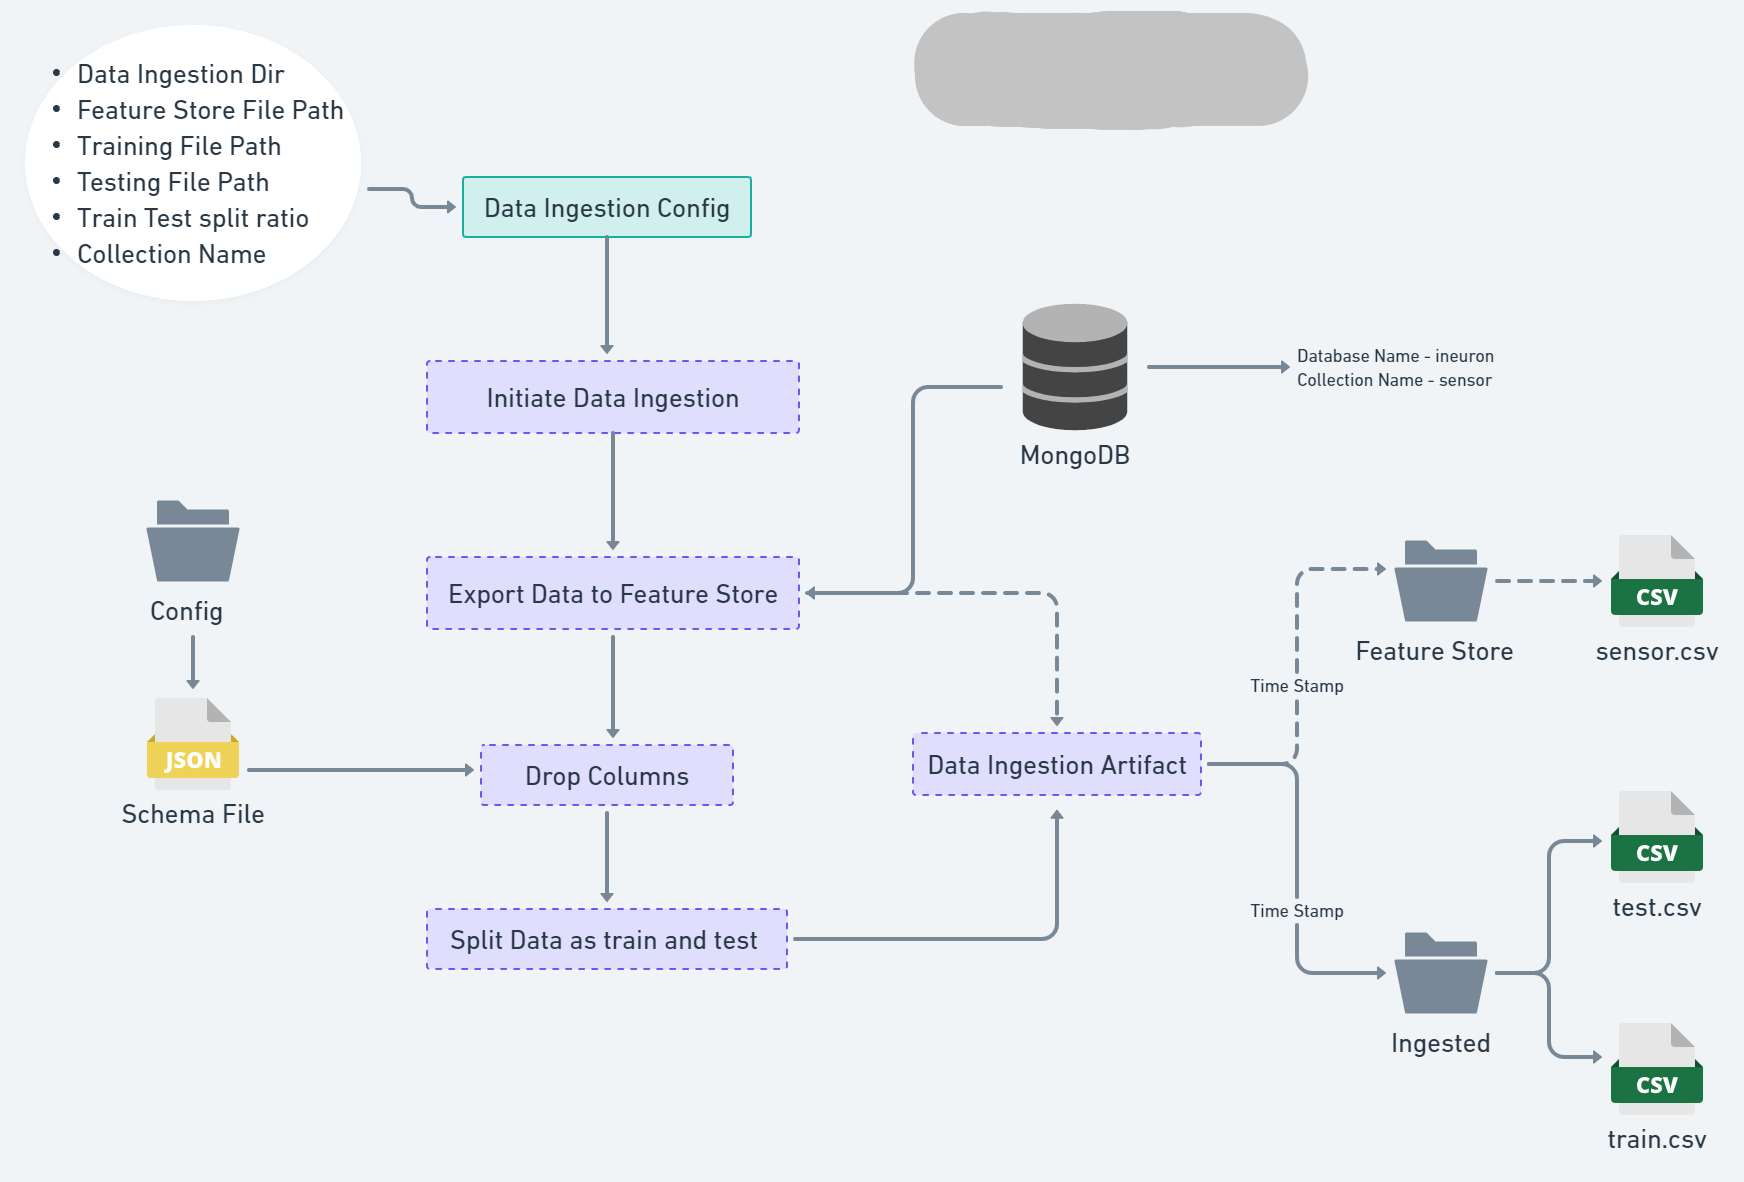 • Data Ingestion Dir
• Feature Store File Path
• Training File Path
• Testing File Path
• Train Test split ratio
• Collection Name
Data Ingestion Config
Initiate Data Ingestion
Database Name - ineuron
Collection Name - sensor
MongoDB
Export Data to Feature Store
Config
CSV
Feature Store
sensor.csv
Time Stamp
JSON
Schema File
Drop Columns
Data Ingestion Artifact
CSV
test.csv
Time Stamp
Split Data as train and test
Ingested
CSV
train.csv